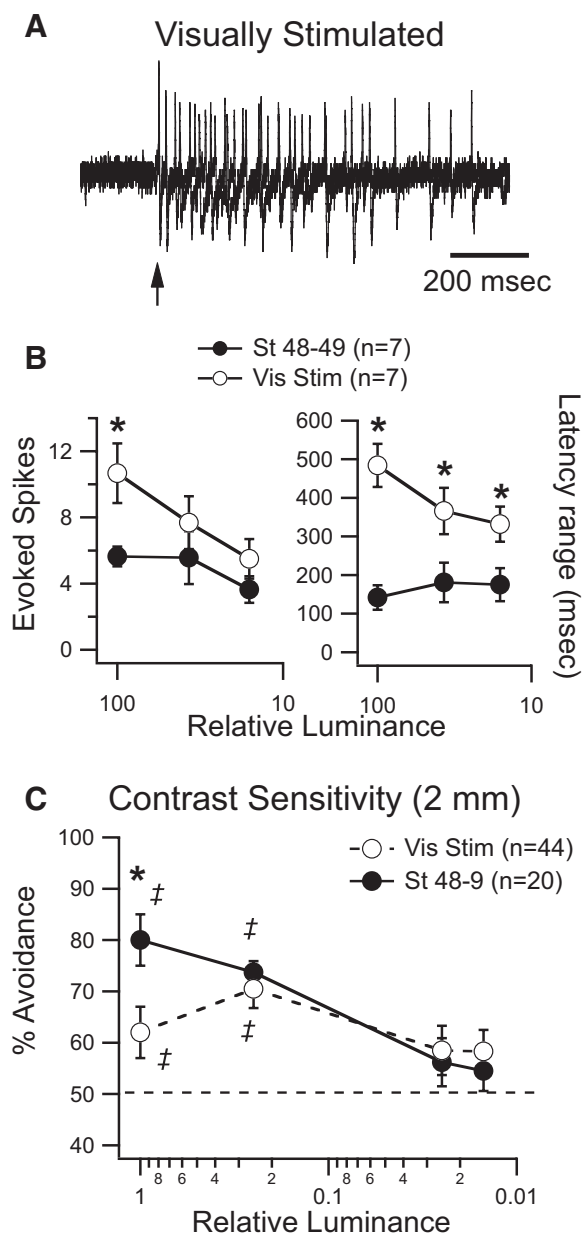 A
Visually Stimulated
200 msec
B
St 48-49 (n=7)
Vis Stim (n=7)
*
12
8
4
0
Evoked Spikes
100
10
*
*
*
600
500
400
300
200
100
0
Latency range (msec)
100
10
Relative Luminance
C
Contrast Sensitivity (2 mm)
Vis Stim (n=44)
St 48-9 (n=20)
*
‡
‡
‡
‡
100
90
80
70
60
50
40
% Avoidance
1
8
6
4
2
0.1
8
6
4
2
0.01
Relative Luminance